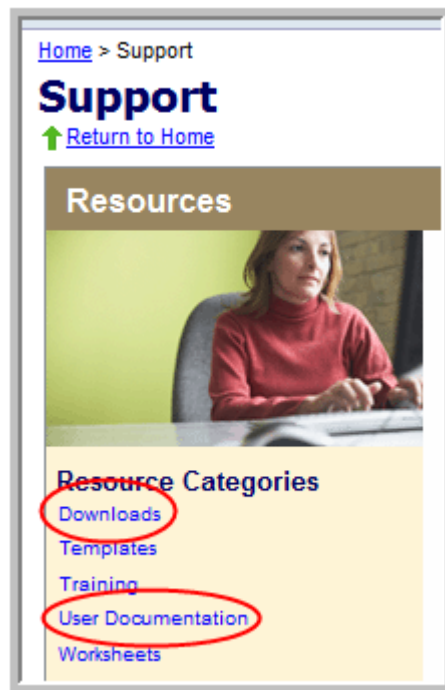 Home > Support
Support
Return to Home
Resources
Resource Categories
Downloads
Templates
Training
User Documentation
Worksheets